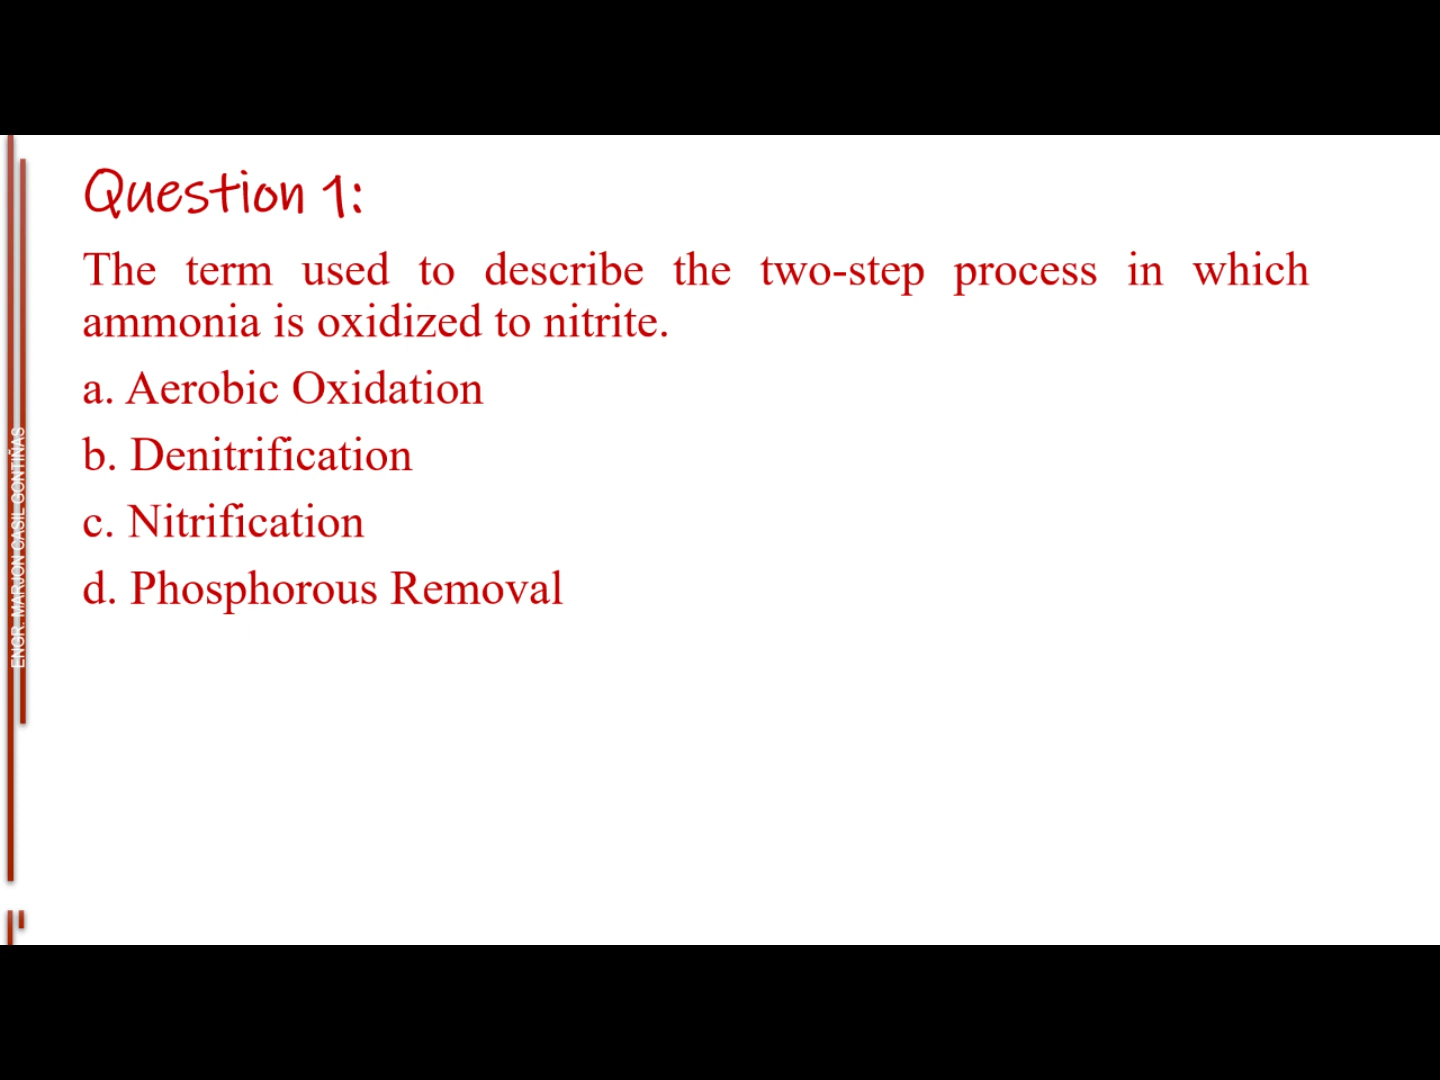 Question 1:
The term used to describe the two-step process in which
ammonia is oxidized to nitrite.
a. Aerobic Oxidation
b. Denitrification
c. Nitrification
d. Phosphorous Removal
ENGR. MARJON CASIL GONTIÑAS